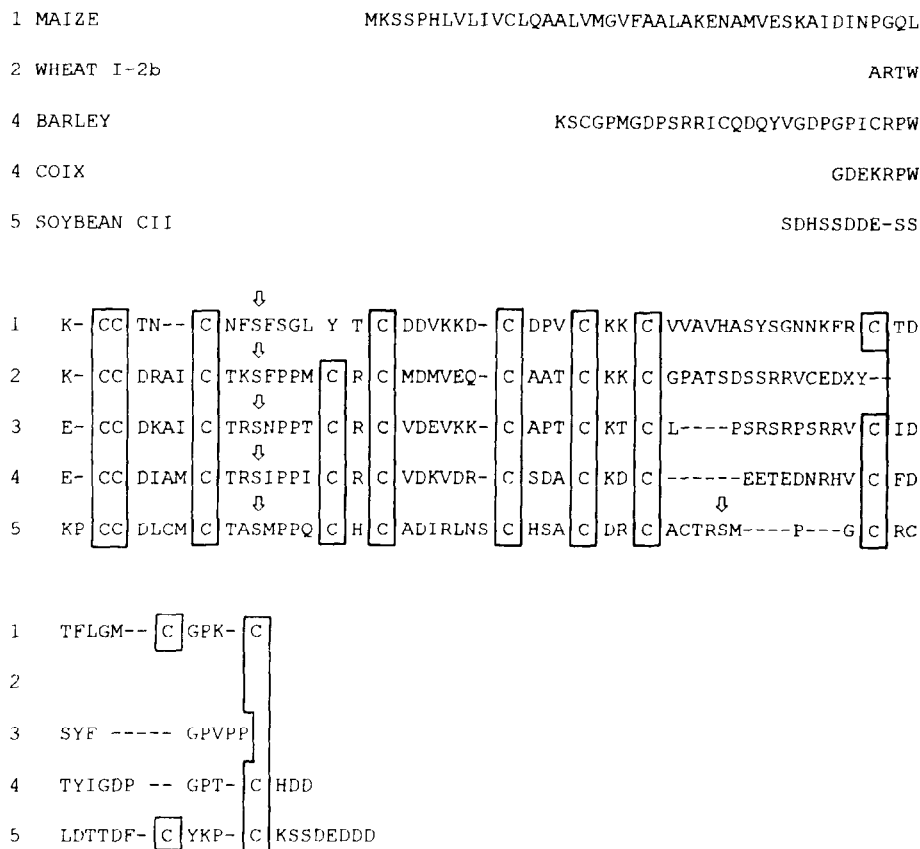 1 MAIZE MKSSPHLVLIVCLQAALVMGVFAALAKENAMVESKAIDINPGQL
2 WHEAT I-2b ARTW
4 BARLEY KSCGPMGDPSRRICQDQYVGDPGPICRPW
4 COIX GDEKRPW
5 SOYBEAN CII SDHSSDDE-SS
1 K- CC TN-- C NFSFSGL Y T C DDVKKD- C DPV C KK C VVAVHASYSGNNKFR C TD
2 K- CC DRAI C TKSFPPM C R C MDMVEQ- C AAT C KK C GPATSDSSRRVCEDXY--
3 E- CC DKAI C TRSNPPT C R C VDEVKK- C APT C KT C L----PSRSRPSRRV C ID
4 E- CC DIAM C TRSIPPI C R C VDKVDR- C SDA C KD C ------EETEDNRHV C FD
5 KP CC DLCM C TASMPPQ C H C ADIRLNS C HSA C DR C ACTRSM----P---G C RC
1 TFLGM-- C GPK- C
2
3 SYF ----- GPVPP
4 TYIGDP -- GPT- C HDD
5 LDTTDF- C YKP- C KSSDEDDD